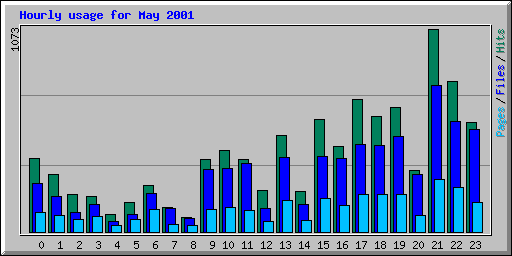 Hourly usage for May 2001
1073
Pages / Files / Hits
0 1 2 3 4 5 6 7 8 9 10 11 12 13 14 15 16 17 18 19 20 21 22 23